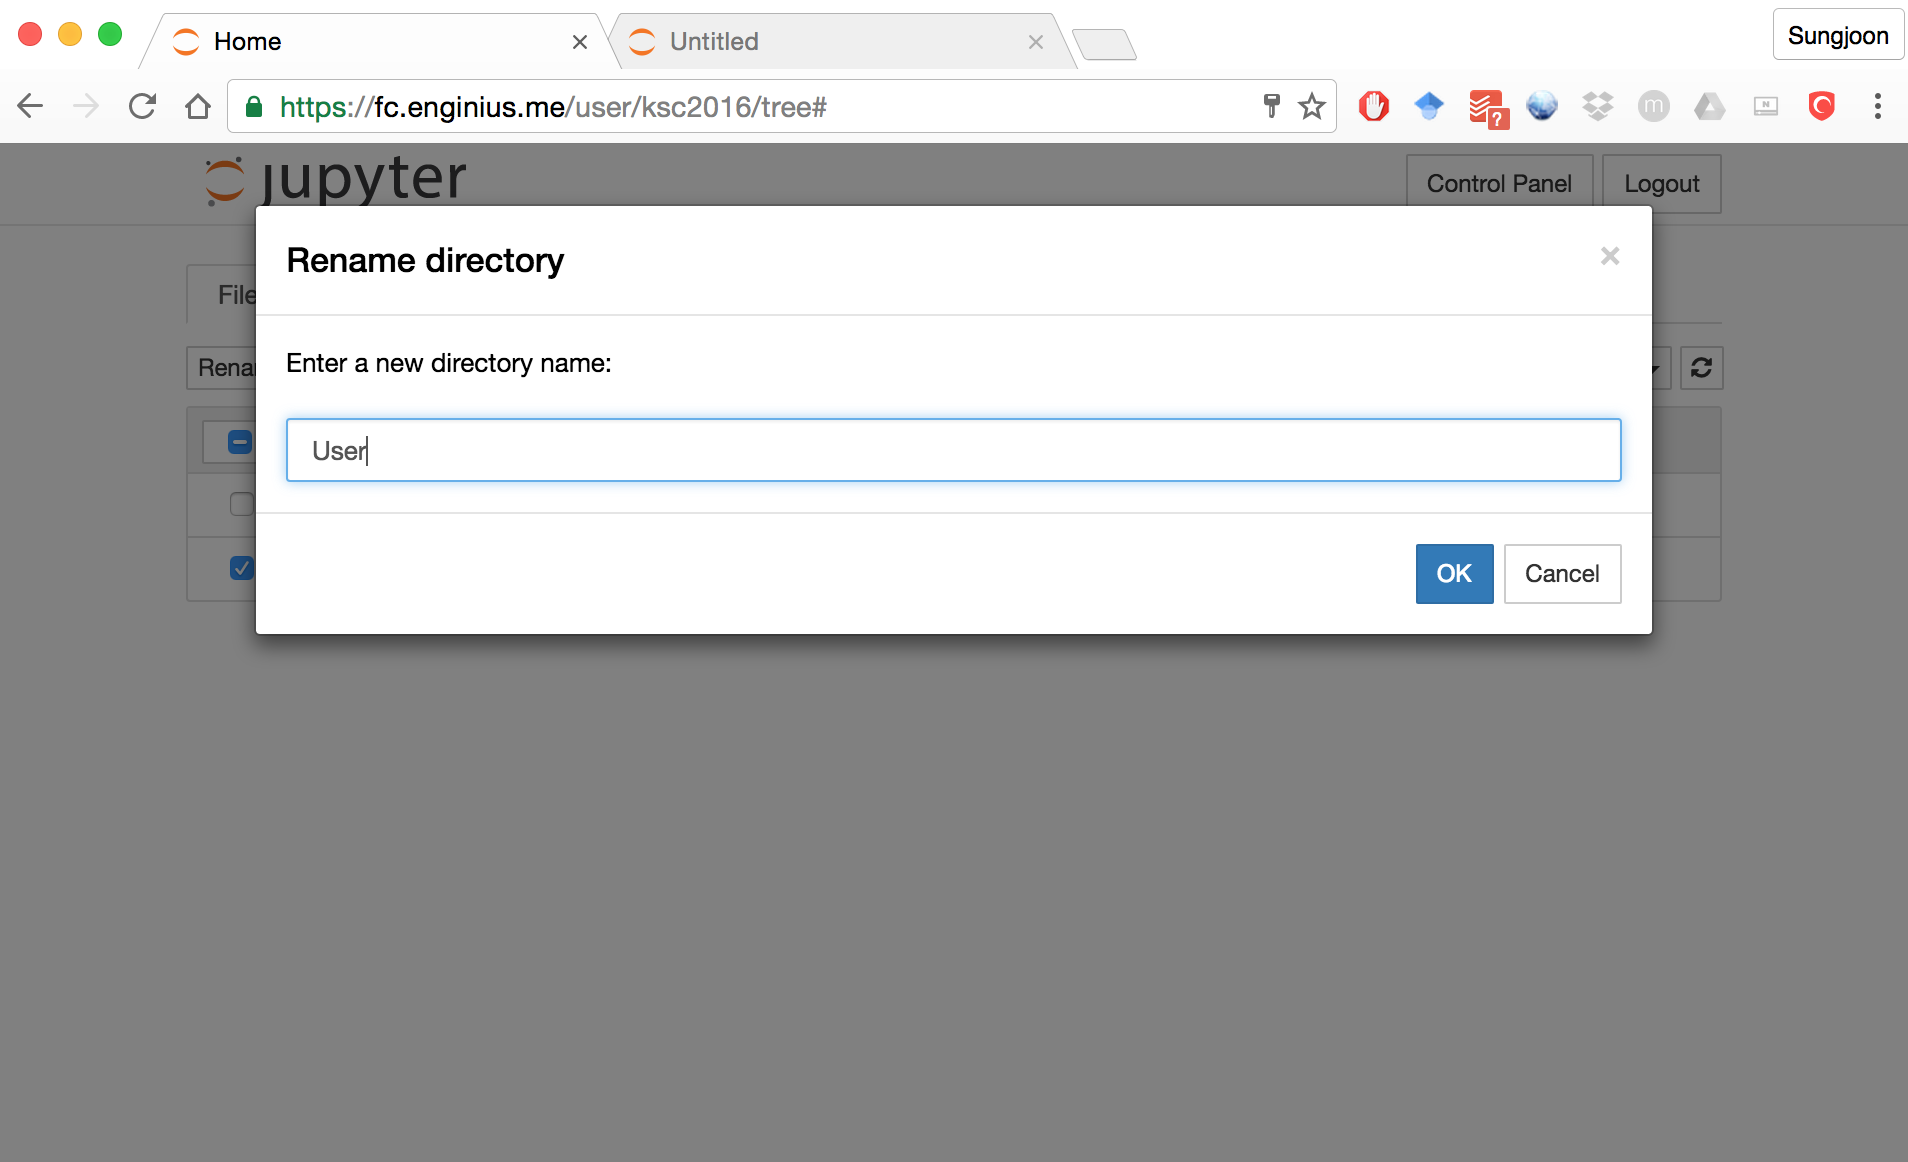 Home
Untitled
Sungjoon
https://fc.enginius.me/user/ksc2016/tree#
?
m
N
jupyter
Control Panel
Logout
Rename directory
File
Enter a new directory name:
Rena
User
OK
Cancel